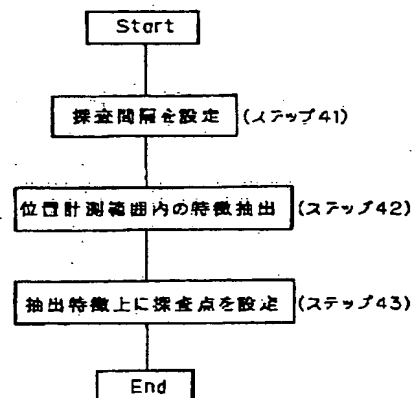 Start
探査間隔を設定 (ステップ41)
位置計測範囲内の特徴抽出 (ステップ42)
抽出特徴上に探査点を設定 (ステップ43)
End